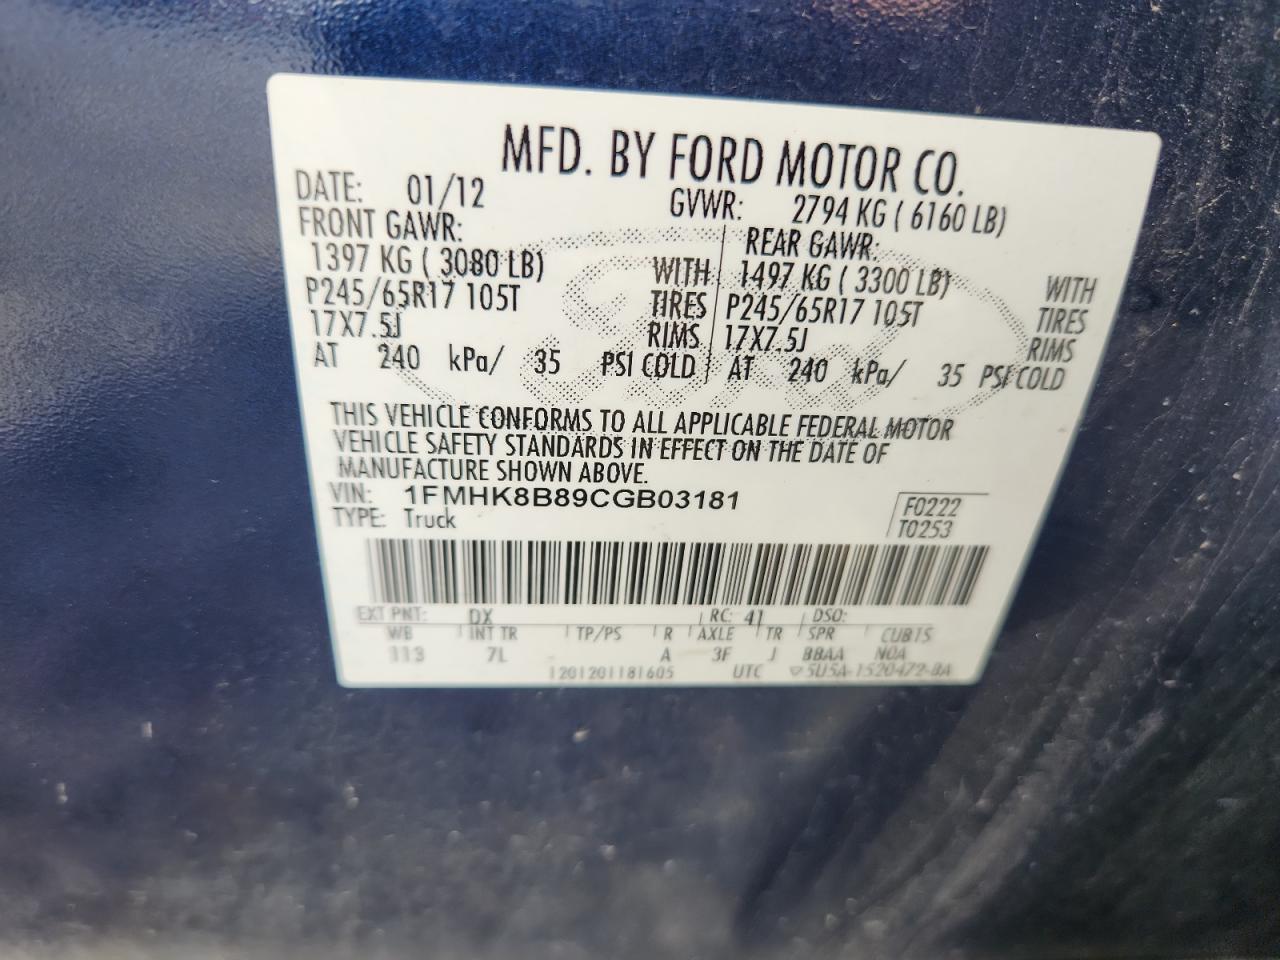 MFD. BY FORD MOTOR CO.
DATE: 01/12 GVWR: 2794 KG ( 6160 LB)
FRONT GAWR: REAR GAWR:
1397 KG ( 3080 LB) WITH 1497 KG ( 3300 LB) WITH
P245/65R17 105T TIRES P245/65R17 105T TIRES
17X7.5J RIMS 17X7.5J RIMS
AT 240 kPa/ 35 PSI COLD AT 240 kPa/ 35 PSI COLD
THIS VEHICLE CONFORMS TO ALL APPLICABLE FEDERAL MOTOR
VEHICLE SAFETY STANDARDS IN EFFECT ON THE DATE OF
MANUFACTURE SHOWN ABOVE.
VIN: 1FMHK8B89CGB03181
TYPE: Truck
F0222
T0253
EXT PNT: DX RC: 41 DSO:
WB INT TR TP/PS R AXLE TR SPR CUBIS
113 7L A 3F J BBAA NOA
1201201181605 UTC 5U5A-1520472-BA